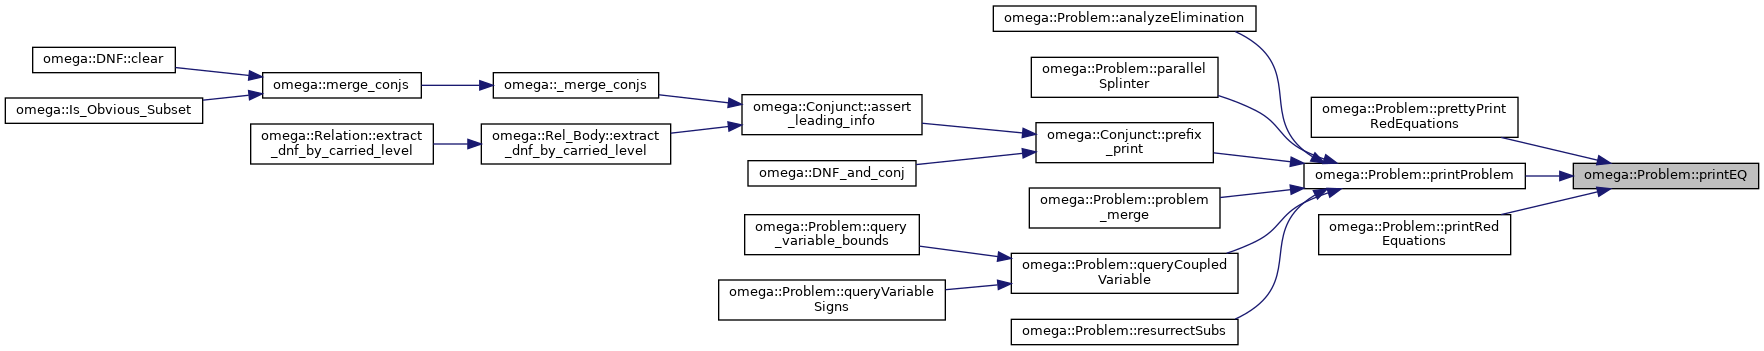 omega::Problem::analyzeElimination
omega::DNF::clear
omega::Problem::parallel
Splinter
omega::merge_conjs
omega::_merge_conjs
omega::Is_Obvious_Subset
omega::Conjunct::assert
_leading_info
omega::Problem::prettyPrint
RedEquations
omega::Relation::extract
_dnf_by_carried_level
omega::Rel_Body::extract
_dnf_by_carried_level
omega::Conjunct::prefix
_print
omega::DNF_and_conj
omega::Problem::printProblem
omega::Problem::printEQ
omega::Problem::problem
_merge
omega::Problem::query
_variable_bounds
omega::Problem::printRed
Equations
omega::Problem::queryCoupled
Variable
omega::Problem::queryVariable
Signs
omega::Problem::resurrectSubs